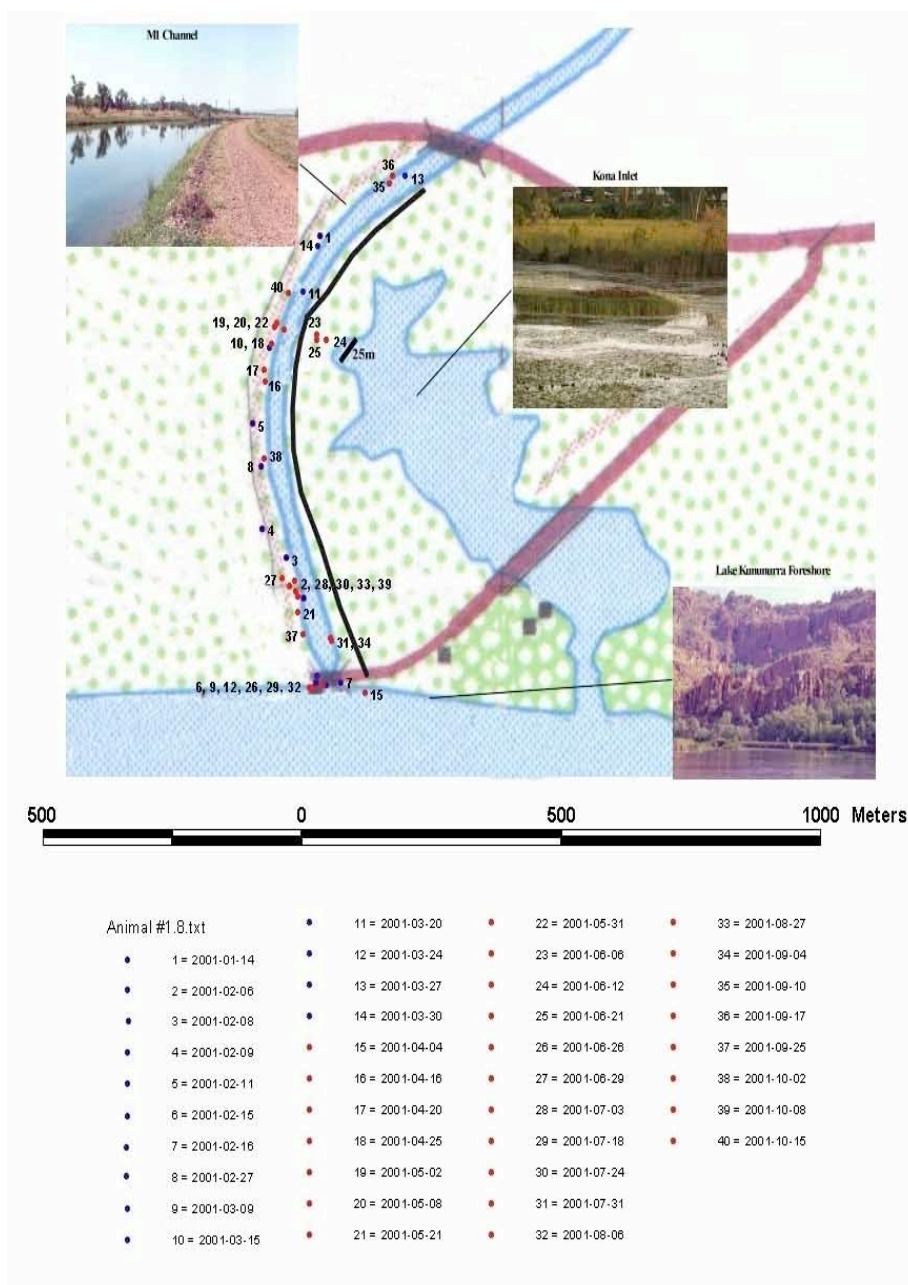 M1 Channel
36
35
13
Kona Inlet
1
14
40
11
19, 20, 22
23
24
10, 18
25
25m
17
16
5
38
8
4
3
27
2, 28, 30, 33, 39
Lake Kununurra Foreshore
21
37
31, 34
6, 9, 12, 26, 29, 32
7
15
500 0 500 1000 Meters
Animal #1.8.txt
1 = 2001-01-14
2 = 2001-02-06
3 = 2001-02-08
4 = 2001-02-09
5 = 2001-02-11
6 = 2001-02-15
7 = 2001-02-16
8 = 2001-02-27
9 = 2001-03-09
10 = 2001-03-15
11 = 2001-03-20
12 = 2001-03-24
13 = 2001-03-27
14 = 2001-03-30
15 = 2001-04-04
16 = 2001-04-16
17 = 2001-04-20
18 = 2001-04-25
19 = 2001-05-02
20 = 2001-05-08
21 = 2001-05-21
22 = 2001-05-31
23 = 2001-06-06
24 = 2001-06-12
25 = 2001-06-21
26 = 2001-06-26
27 = 2001-06-29
28 = 2001-07-03
29 = 2001-07-18
30 = 2001-07-24
31 = 2001-07-31
32 = 2001-08-06
33 = 2001-08-27
34 = 2001-09-04
35 = 2001-09-10
36 = 2001-09-17
37 = 2001-09-25
38 = 2001-10-02
39 = 2001-10-08
40 = 2001-10-15